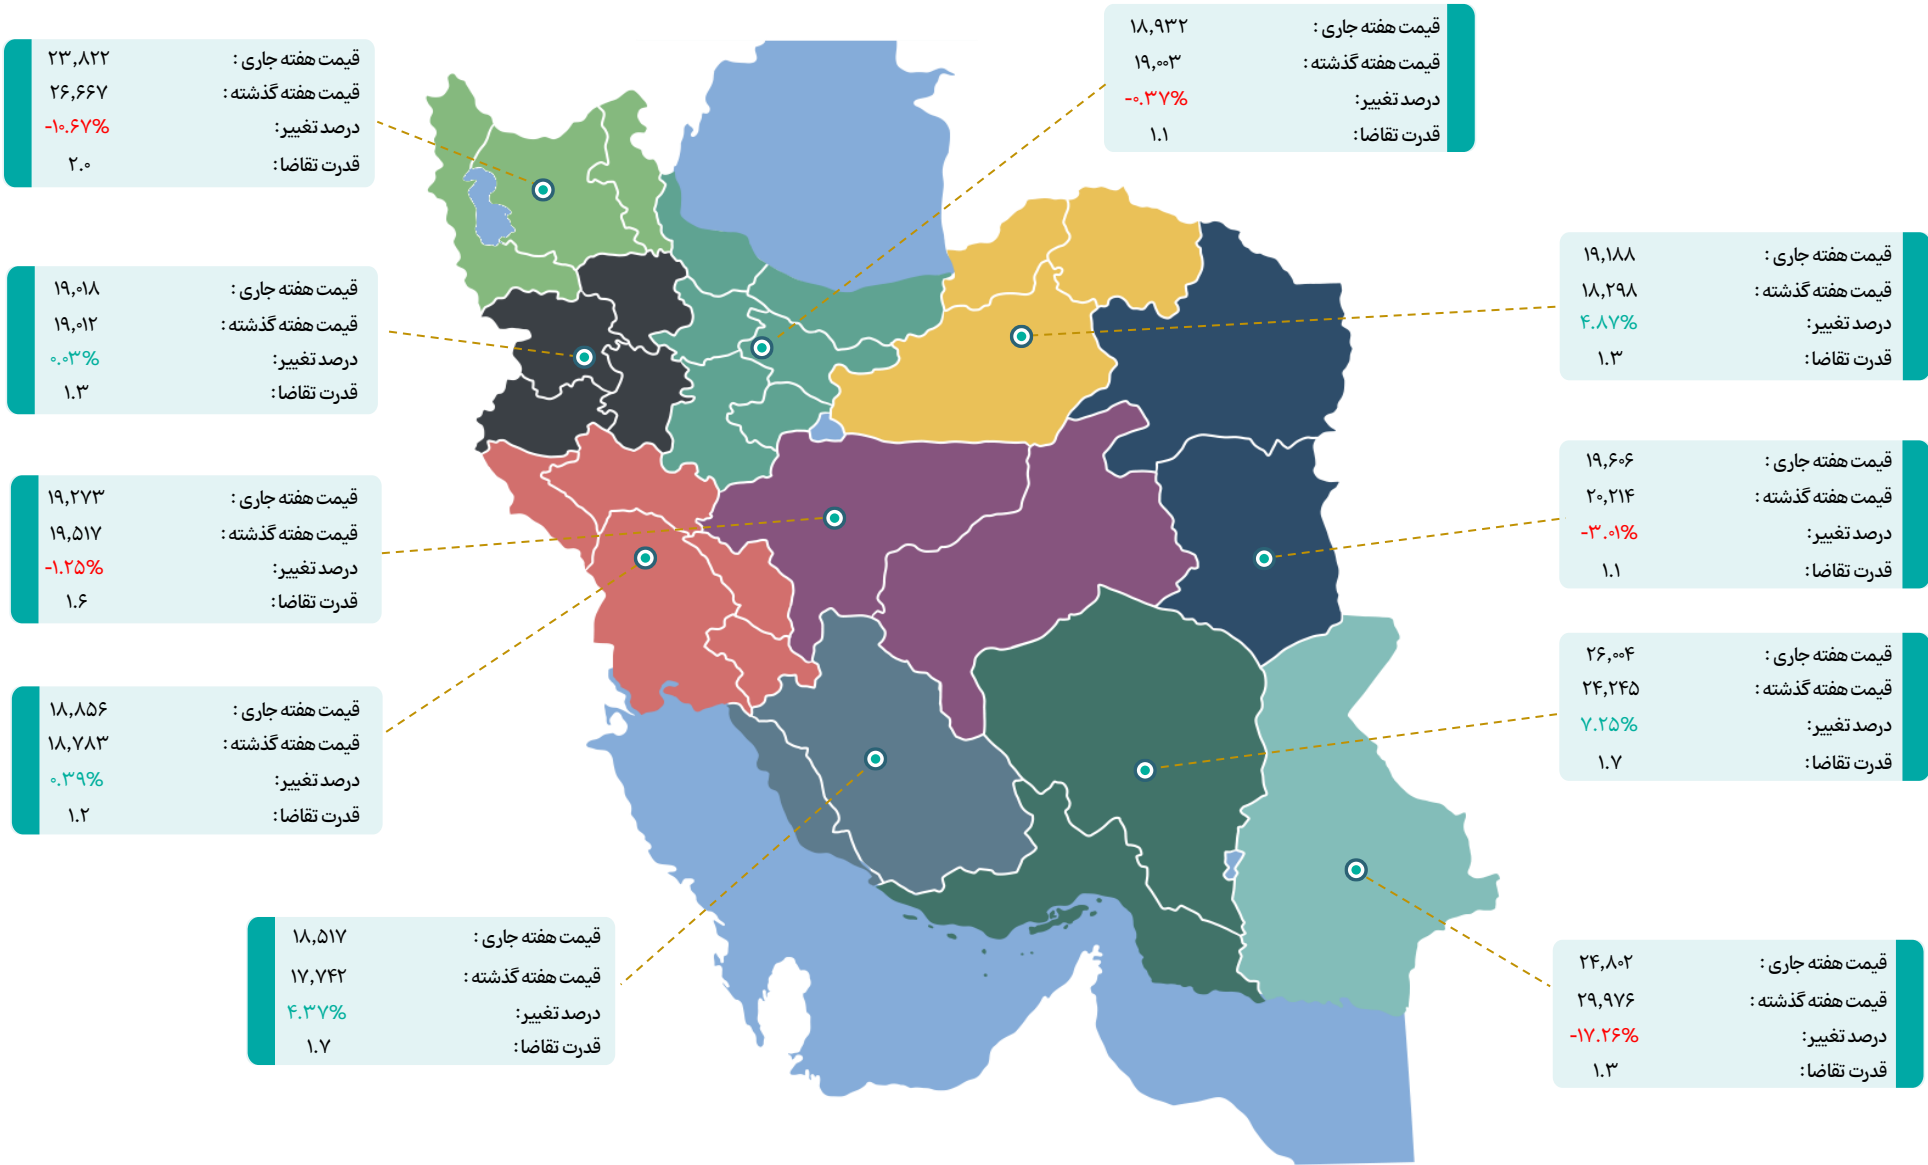 قیمت هفته جاری : ۱۸,۹۳۲
قیمت هفته گذشته : ۱۹,۰۰۳
درصد تغییر: -۰.۳۷%
قدرت تقاضا: ۱.۱
قیمت هفته جاری : ۲۳,۸۲۲
قیمت هفته گذشته : ۲۶,۶۶۷
درصد تغییر: -۱۰.۶۷%
قدرت تقاضا: ۲.۰
قیمت هفته جاری : ۱۹,۱۸۸
قیمت هفته گذشته : ۱۸,۲۹۸
درصد تغییر: ۴.۸۷%
قدرت تقاضا: ۱.۳
قیمت هفته جاری : ۱۹,۰۱۸
قیمت هفته گذشته : ۱۹,۰۱۲
درصد تغییر: ۰.۰۳%
قدرت تقاضا: ۱.۳
قیمت هفته جاری : ۱۹,۶۰۶
قیمت هفته گذشته : ۲۰,۲۱۴
درصد تغییر: -۳.۰۱%
قدرت تقاضا: ۱.۱
قیمت هفته جاری : ۱۹,۲۷۳
قیمت هفته گذشته : ۱۹,۵۱۷
درصد تغییر: -۱.۲۵%
قدرت تقاضا: ۱.۶
قیمت هفته جاری : ۲۶,۰۰۴
قیمت هفته گذشته : ۲۴,۲۴۵
درصد تغییر: ۷.۲۵%
قدرت تقاضا: ۱.۷
قیمت هفته جاری : ۱۸,۸۵۶
قیمت هفته گذشته : ۱۸,۷۸۳
درصد تغییر: ۰.۳۹%
قدرت تقاضا: ۱.۲
قیمت هفته جاری : ۲۴,۸۰۲
قیمت هفته گذشته : ۲۹,۹۷۶
درصد تغییر: -۱۷.۲۶%
قدرت تقاضا: ۱.۳
قیمت هفته جاری : ۱۸,۵۱۷
قیمت هفته گذشته : ۱۷,۷۴۲
درصد تغییر: ۴.۳۷%
قدرت تقاضا: ۱.۷